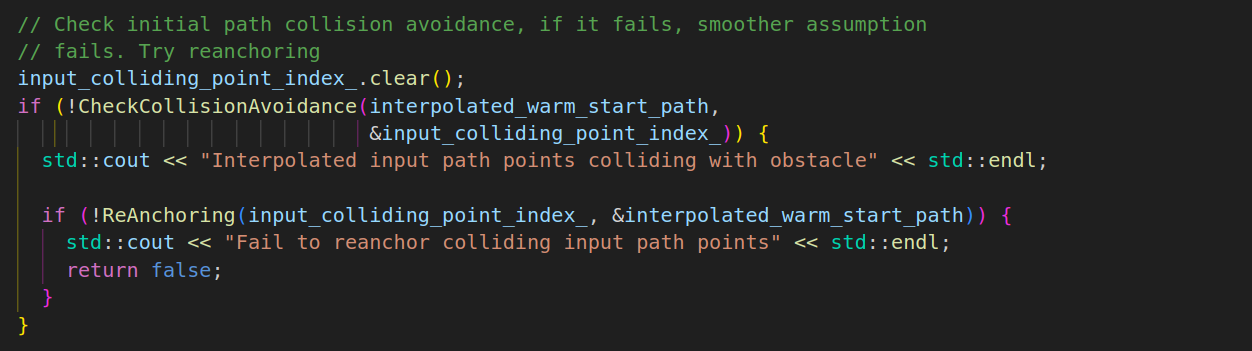 // Check initial path collision avoidance, if it fails, smoother assumption
// fails. Try reanchoring
input_colliding_point_index_.clear();
if (!CheckCollisionAvoidance(interpolated_warm_start_path,
                             &input_colliding_point_index_)) {
  std::cout << "Interpolated input path points colliding with obstacle" << std::endl;

  if (!ReAnchoring(input_colliding_point_index_, &interpolated_warm_start_path)) {
    std::cout << "Fail to reanchor colliding input path points" << std::endl;
    return false;
  }
}